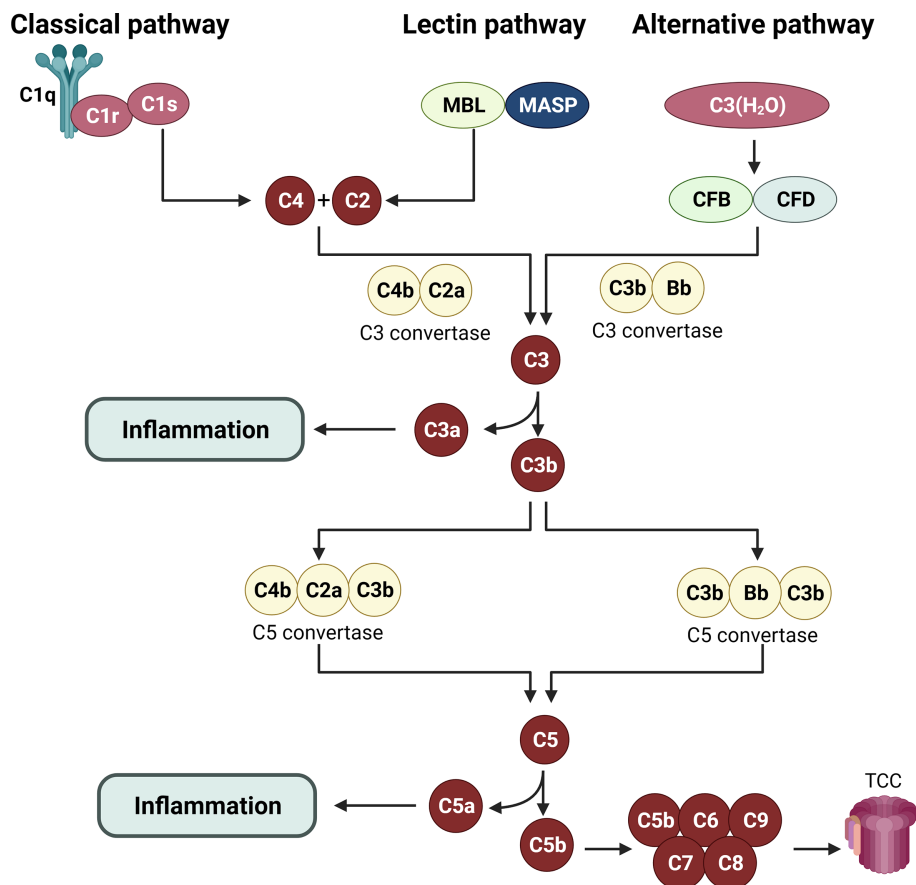 Classical pathway
Lectin pathway
Alternative pathway
C1q
C1r
C1s
MBL
MASP
C3(H₂O)
C4 + C2
CFB
CFD
C4b
C2a
C3 convertase
C3b
Bb
C3 convertase
C3
Inflammation
C3a
C3b
C4b
C2a
C3b
C5 convertase
C3b
Bb
C3b
C5 convertase
C5
Inflammation
C5a
C5b
C5b
C6
C9
C7
C8
TCC